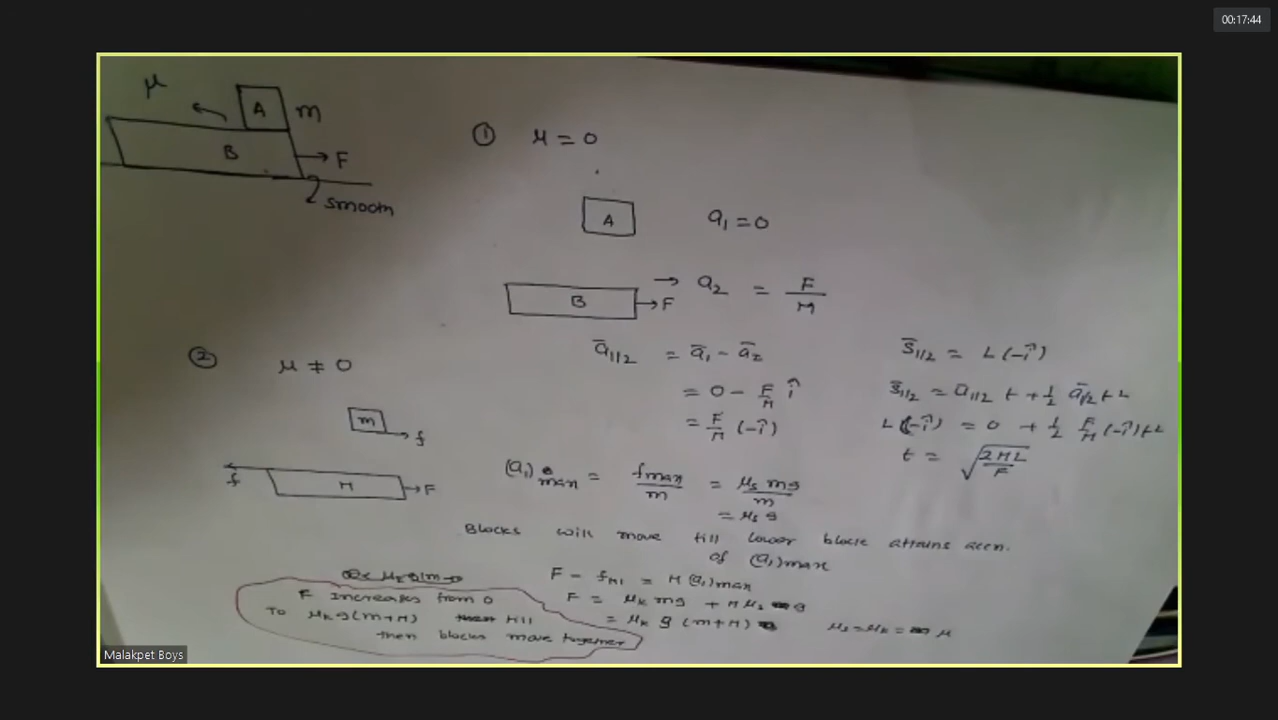 00:17:44
μ
A m
B → F
smooth
① μ = 0
A a₁ = 0
B → F → a₂ = F/M
ā₁/₂ = ā₁ - ā₂
= 0 - F/M î
= F/M (-î)
S̄₁/₂ = L(-î)
S̄₁/₂ = ū₁/₂ t + 1/2 ā₁/₂ t²
L(-î) = 0 + 1/2 F/M (-î) t²
t = √(2ML/F)
② μ ≠ 0
m → f
f M → F
(a₁)max = fmax/m = μs mg/m
= μs g
Blocks will move till lower block attains accn.
of (a₁)max
F - = M(a₁)max
F = μk mg + M μs g
= μk g (m+M)
μs = μk = μ
F increases from 0
To μk g(m+M) till
then blocks move together
Malakpet Boys